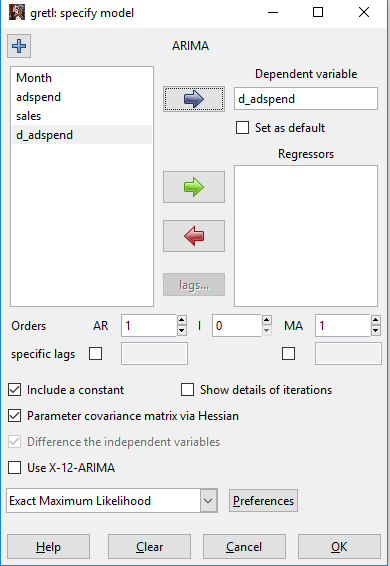 gretl: specify model
ARIMA
Month
adspend
sales
d_adspend
Dependent variable
d_adspend
Set as default
Regressors
lags...
Orders AR 1 I 0 MA 1
specific lags
Include a constant Show details of iterations
Parameter covariance matrix via Hessian
Difference the independent variables
Use X-12-ARIMA
Exact Maximum Likelihood Preferences
Help Clear Cancel OK